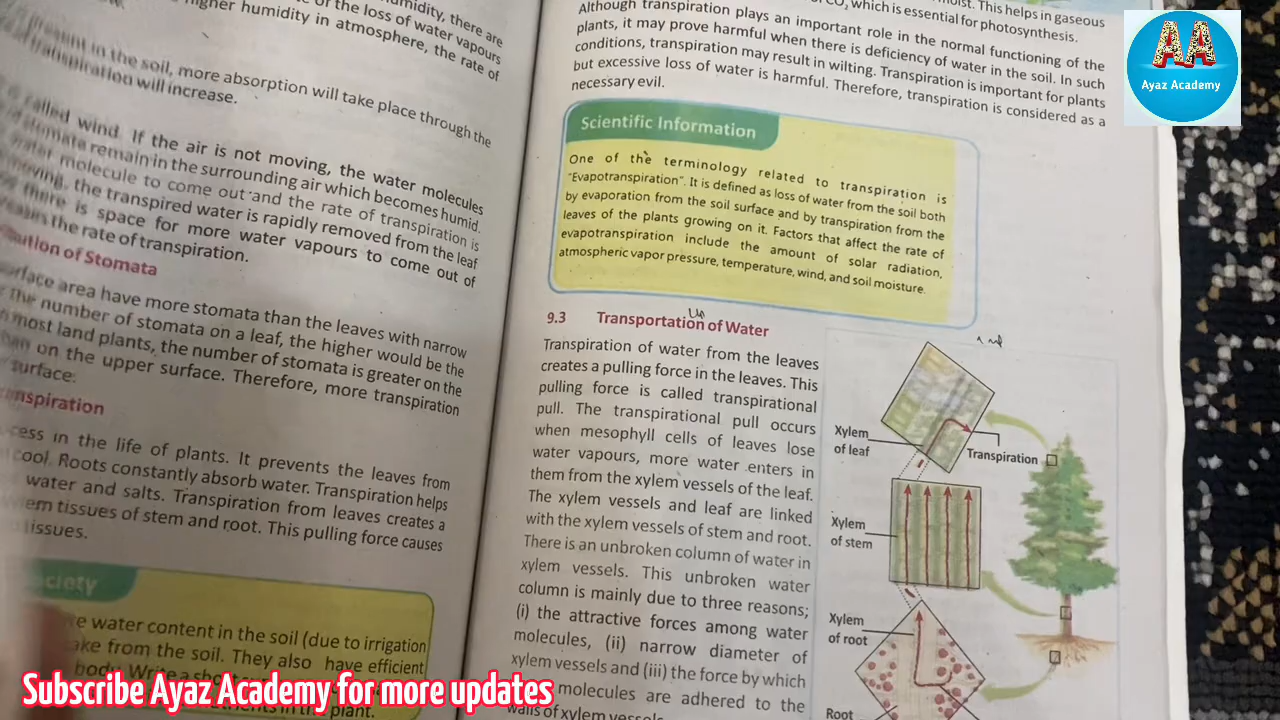 umidity, there are
of the loss of water vapours
higher humidity in atmosphere, the rate of
in the soil, more absorption will take place through the
transpiration will increase.
called wind. If the air is not moving, the water molecules
stomata remain in the surrounding air which becomes humid.
water molecule to come out and the rate of transpiration is
moving, the transpired water is rapidly removed from the leaf
there is space for more water vapours to come out of
the rate of transpiration.
of Stomata
surface area have more stomata than the leaves with narrow
the number of stomata on a leaf, the higher would be the
most land plants, the number of stomata is greater on the
than on the upper surface. Therefore, more transpiration
surface.
nspiration
cess in the life of plants. It prevents the leaves from
cool. Roots constantly absorb water. Transpiration helps
water and salts. Transpiration from leaves creates a
em tissues of stem and root. This pulling force causes
tissues.
ciety
e water content in the soil (due to irrigation
ake from the soil. They also have efficient
body. Write a
in the plant.
moist. This helps in gaseous
CO₂, which is essential for photosynthesis.
Although transpiration plays an important role in the normal functioning of the
plants, it may prove harmful when there is deficiency of water in the soil. In such
conditions, transpiration may result in wilting. Transpiration is important for plants
but excessive loss of water is harmful. Therefore, transpiration is considered as a
necessary evil.
Scientific Information
One of the terminology related to transpiration is
"Evapotranspiration". It is defined as loss of water from the soil both
by evaporation from the soil surface and by transpiration from the
leaves of the plants growing on it. Factors that affect the rate of
evapotranspiration include the amount of solar radiation,
atmospheric vapor pressure, temperature, wind, and soil moisture.
9.3 Transportation of Water
Transpiration of water from the leaves
creates a pulling force in the leaves. This
pulling force is called transpirational
pull. The transpirational pull occurs
when mesophyll cells of leaves lose
water vapours, more water enters in
them from the xylem vessels of the leaf.
The xylem vessels and leaf are linked
with the xylem vessels of stem and root.
There is an unbroken column of water in
xylem vessels. This unbroken water
column is mainly due to three reasons;
(i) the attractive forces among water
molecules, (ii) narrow diameter of
xylem vessels and (iii) the force by which
molecules are adhered to the
walls of xylem vessels
Xylem
of leaf
Transpiration
Xylem
of stem
Xylem
of root
Root
AA
Ayaz Academy
Subscribe Ayaz Academy for more updates